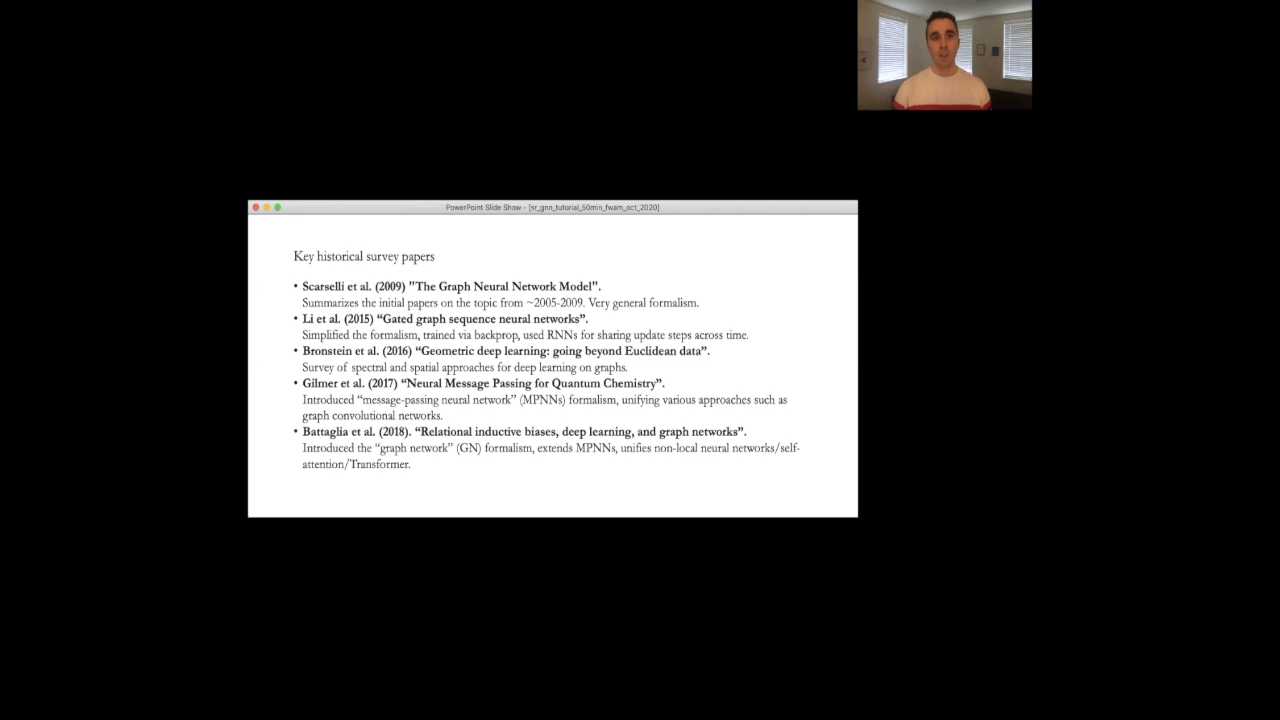 PowerPoint Slide Show - [sr_gnn_tutorial_50min_fwam_oct_2020]
Key historical survey papers
• Scarselli et al. (2009) "The Graph Neural Network Model".
Summarizes the initial papers on the topic from ~2005-2009. Very general formalism.
• Li et al. (2015) “Gated graph sequence neural networks”.
Simplified the formalism, trained via backprop, used RNNs for sharing update steps across time.
• Bronstein et al. (2016) “Geometric deep learning: going beyond Euclidean data”.
Survey of spectral and spatial approaches for deep learning on graphs.
• Gilmer et al. (2017) “Neural Message Passing for Quantum Chemistry”.
Introduced “message-passing neural network” (MPNNs) formalism, unifying various approaches such as
graph convolutional networks.
• Battaglia et al. (2018). “Relational inductive biases, deep learning, and graph networks”.
Introduced the “graph network” (GN) formalism, extends MPNNs, unifies non-local neural networks/self-
attention/Transformer.